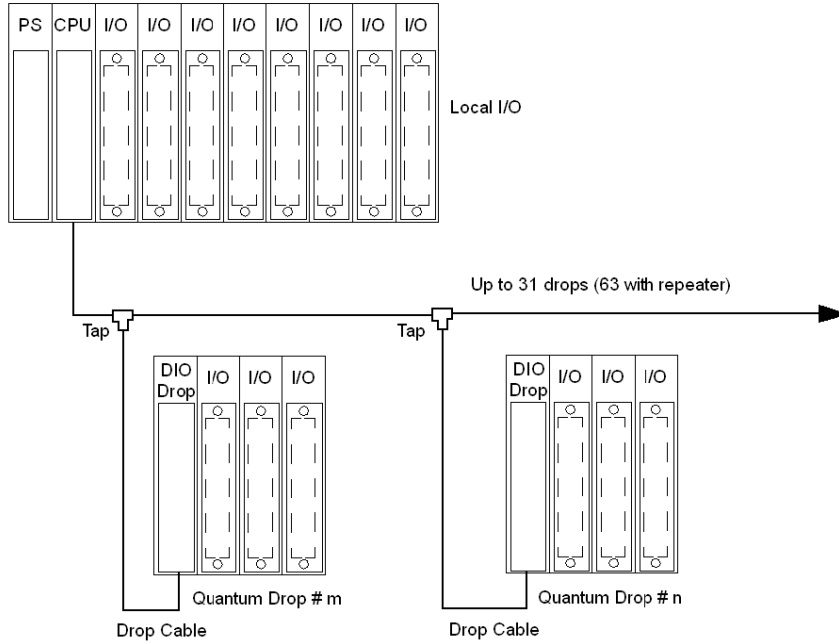 PS CPU I/O I/O I/O I/O I/O I/O I/O I/O
Local I/O
Up to 31 drops (63 with repeater)
Tap
Tap
DIO Drop I/O I/O I/O
DIO Drop I/O I/O I/O
Quantum Drop # m
Quantum Drop # n
Drop Cable
Drop Cable